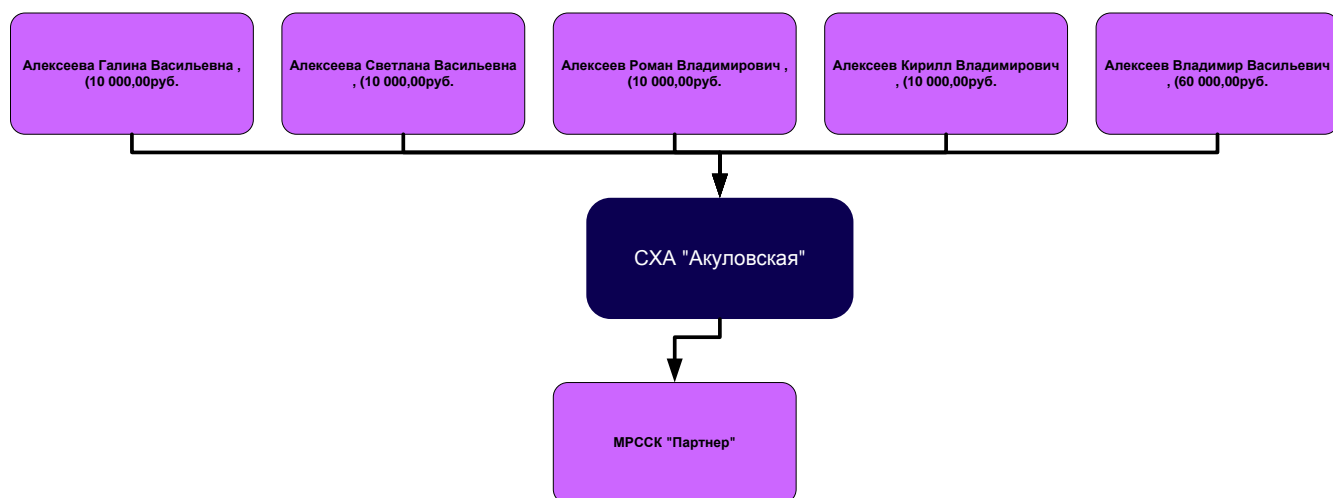 Алексеева Галина Васильевна ,
(10 000,00руб.
Алексеева Светлана Васильевна
, (10 000,00руб.
Алексеев Роман Владимирович ,
(10 000,00руб.
Алексеев Кирилл Владимирович
, (10 000,00руб.
Алексеев Владимир Васильевич
, (60 000,00руб.
СХА "Акуловская"
МРССК "Партнер"